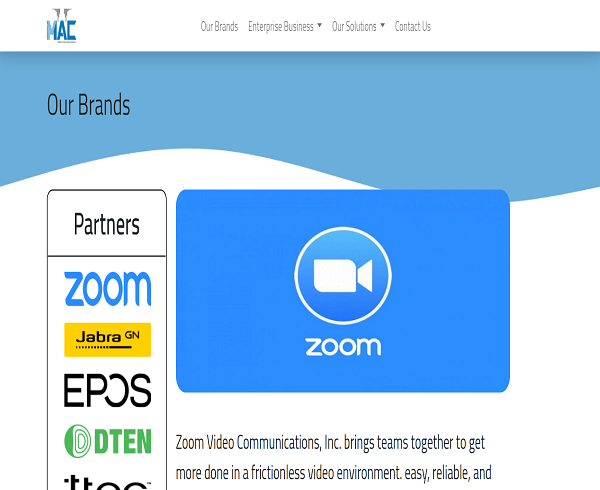 MAC
Our Brands Enterprise Business Our Solutions Contact Us
Our Brands
Partners
zoom
Jabra GN
EPOS
DTEN
zoom
Zoom Video Communications, Inc. brings teams together to get
more done in a frictionless video environment. easy, reliable, and